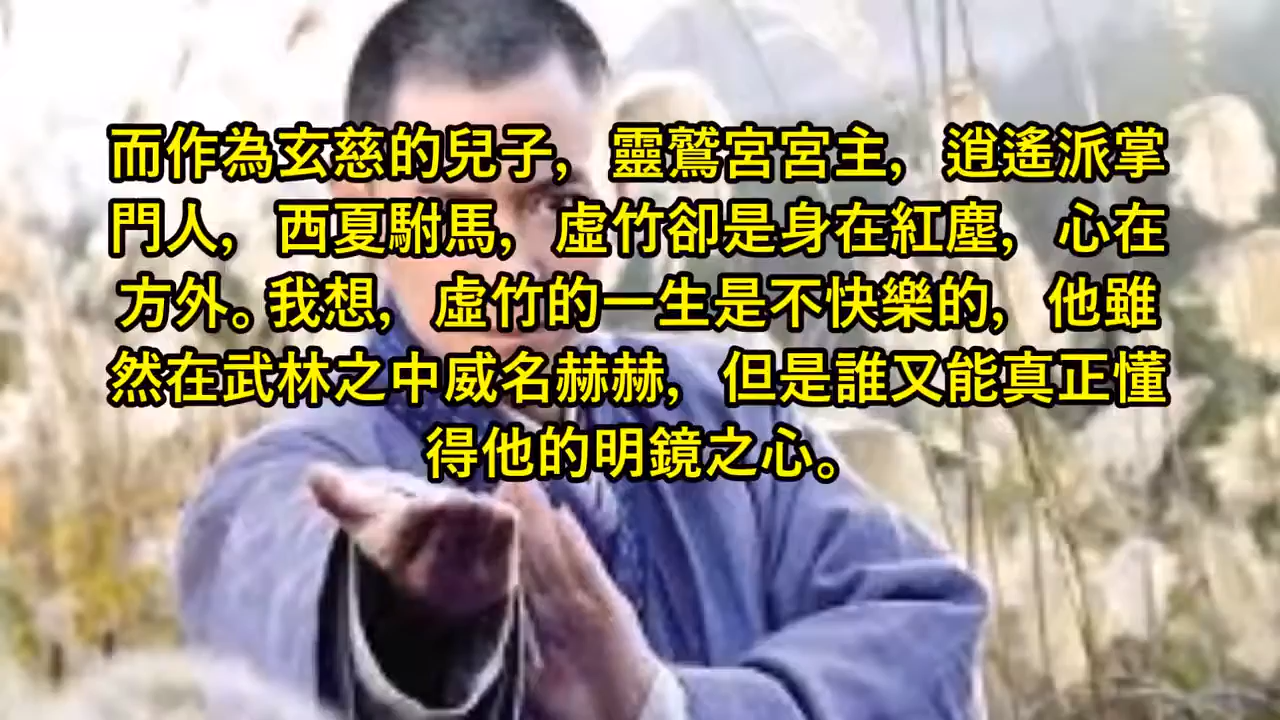 而作為玄慈的兒子，靈鷲宮宮主，逍遙派掌
門人，西夏駙馬，虛竹卻是身在紅塵，心在
方外。我想，虛竹的一生是不快樂的，他雖
然在武林之中威名赫赫，但是誰又能真正懂
得他的明鏡之心。